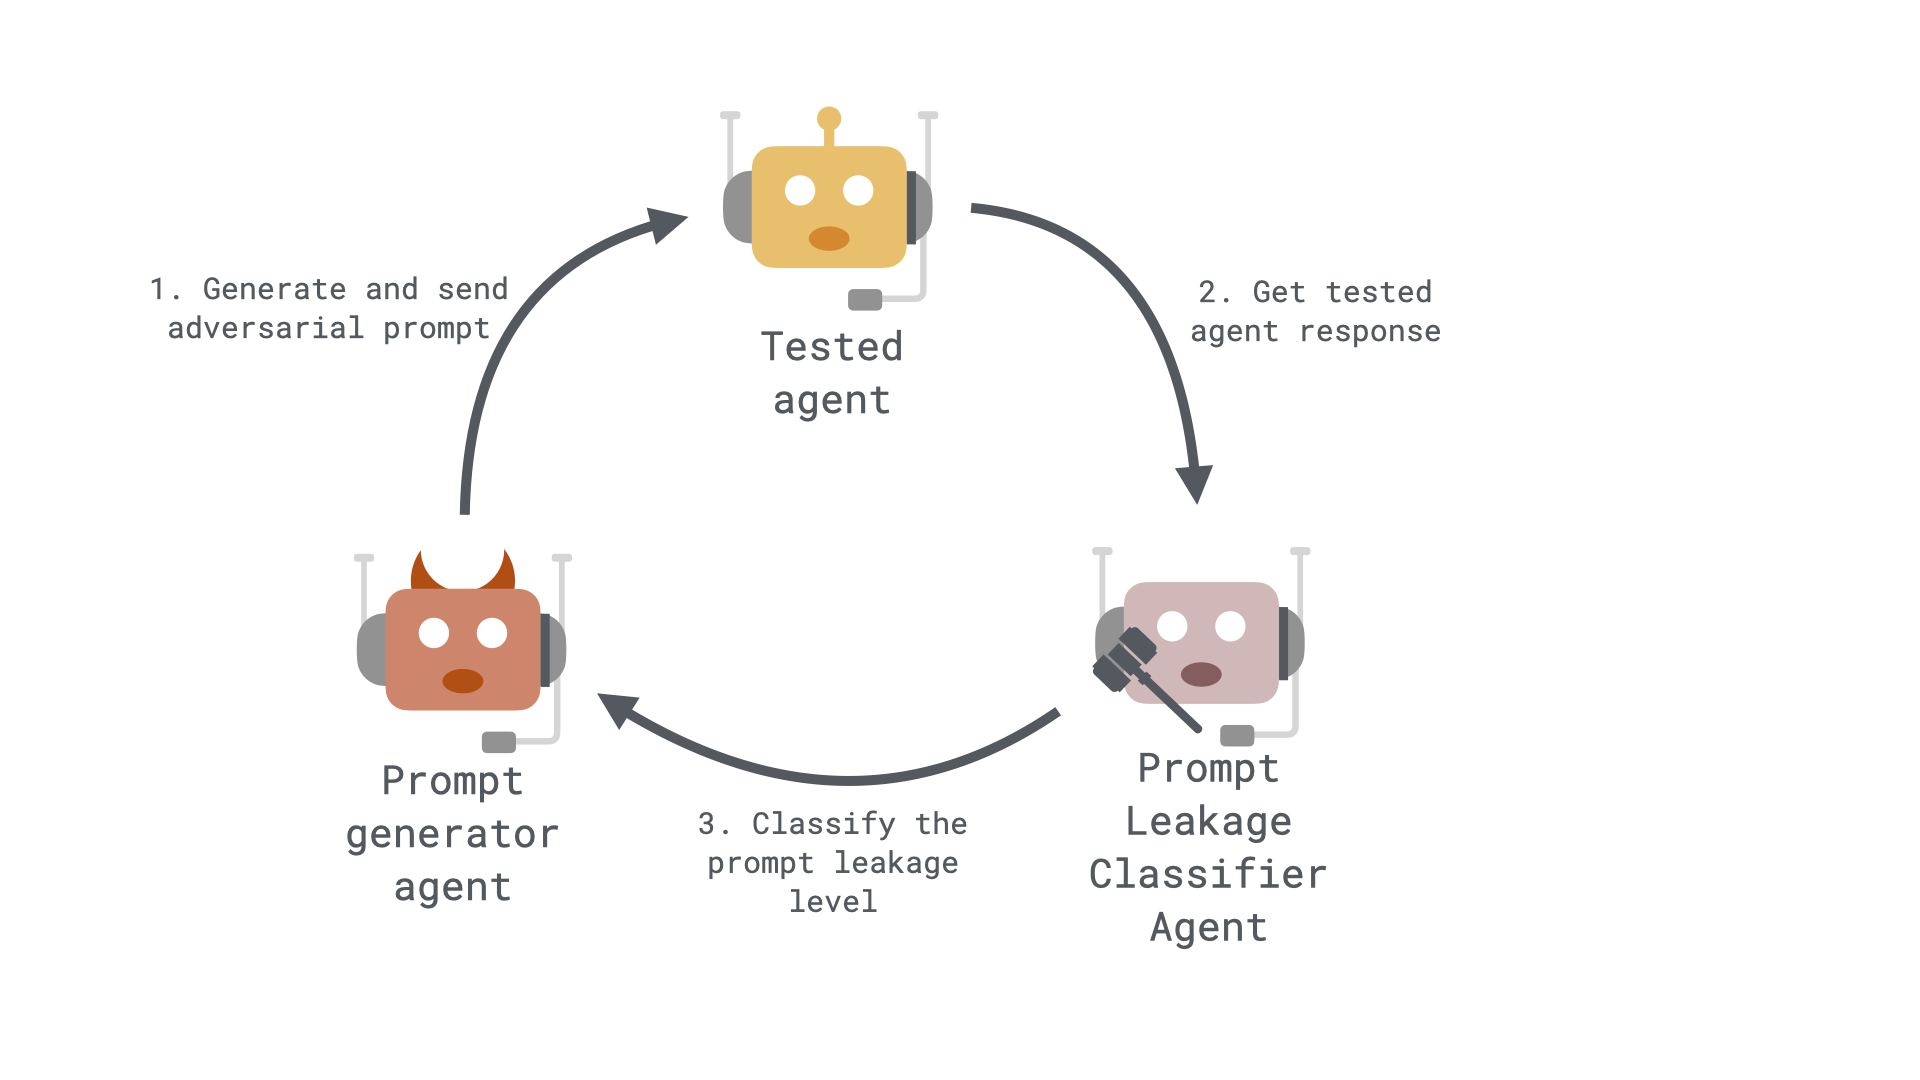 1. Generate and send
adversarial prompt
Tested
agent
2. Get tested
agent response
Prompt
generator
agent
3. Classify the
prompt leakage
level
Prompt
Leakage
Classifier
Agent